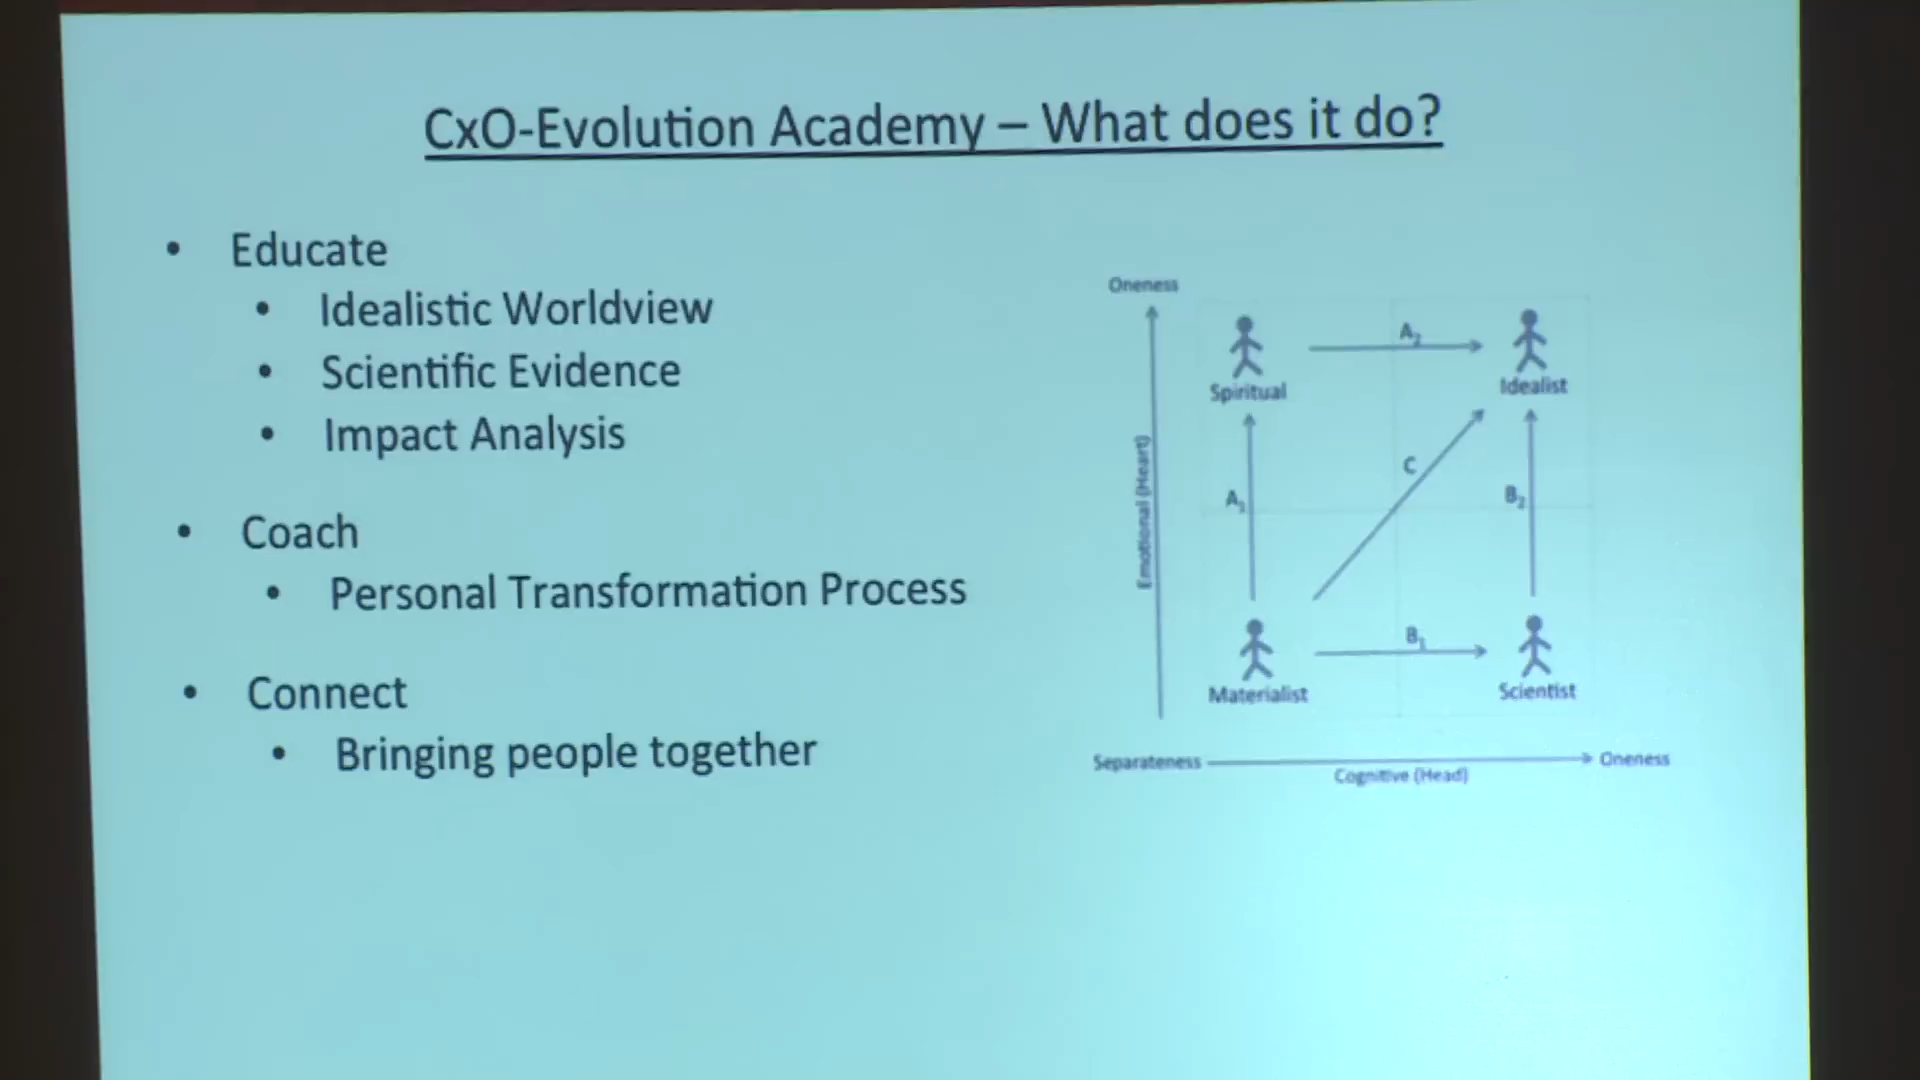 CxO-Evolution Academy – What does it do?
• Educate
• Idealistic Worldview
• Scientific Evidence
• Impact Analysis
• Coach
• Personal Transformation Process
• Connect
• Bringing people together
Oneness
Emotional (Heart)
Spiritual
A₂
Idealist
A₁
C
B₂
Materialist
B₁
Scientist
Separateness
Cognitive (Head)
Oneness